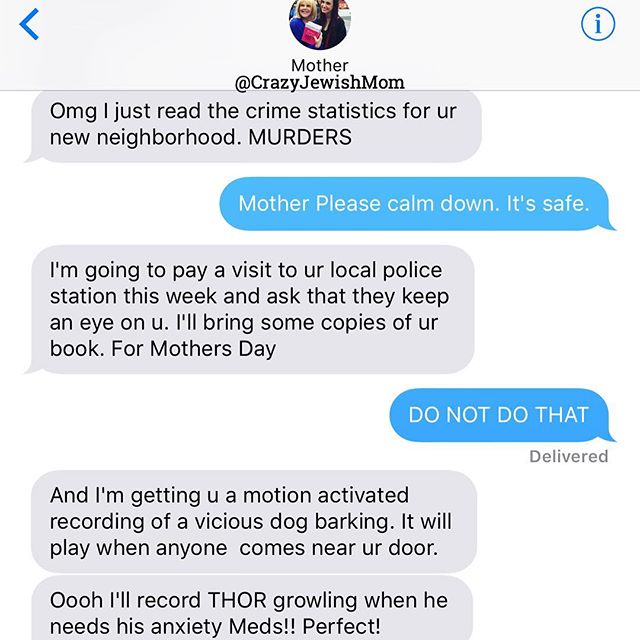 Mother
@CrazyJewishMom
Omg I just read the crime statistics for ur
new neighborhood. MURDERS
Mother Please calm down. It's safe.
I'm going to pay a visit to ur local police
station this week and ask that they keep
an eye on u. I'll bring some copies of ur
book. For Mothers Day
DO NOT DO THAT
Delivered
And I'm getting u a motion activated
recording of a vicious dog barking. It will
play when anyone  comes near ur door.
Oooh I'll record THOR growling when he
needs his anxiety Meds!! Perfect!